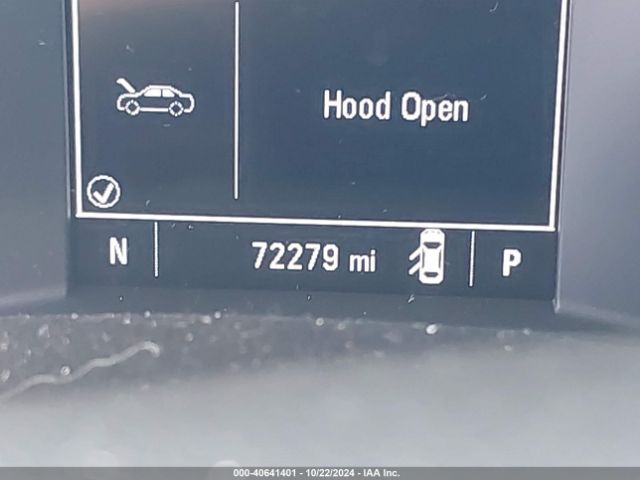 Hood Open
N 72279 mi P
000-40641401 - 10/22/2024 - IAA Inc.